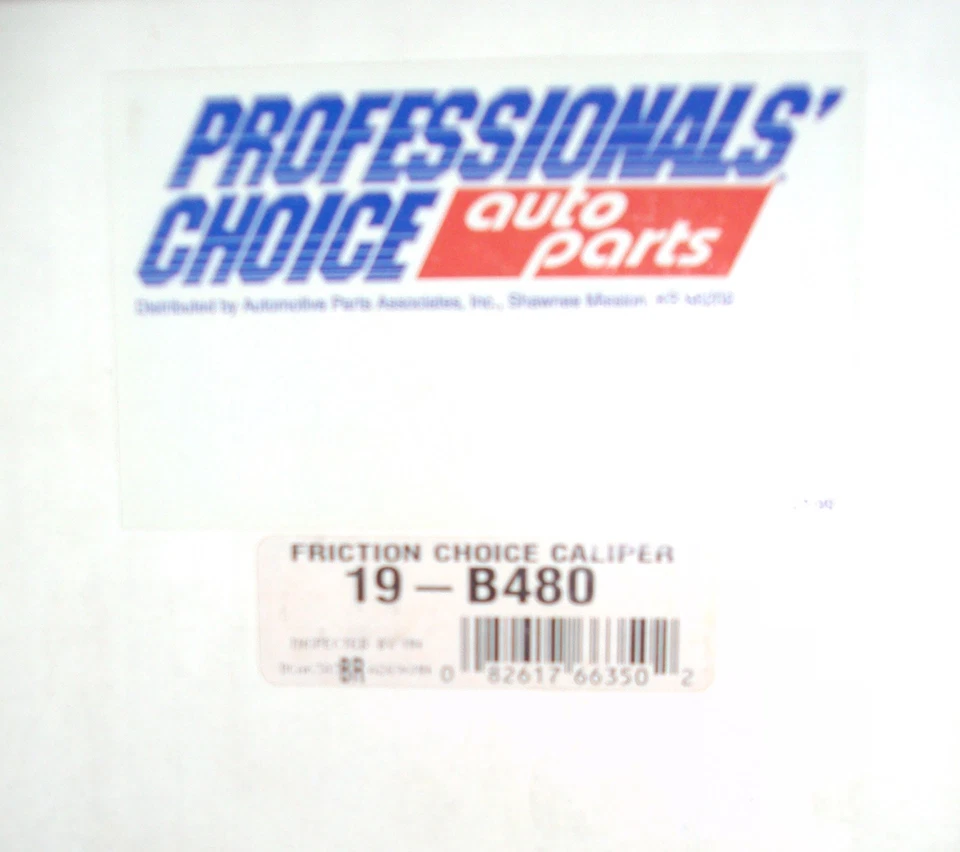 PROFESSIONALS'
CHOICE auto parts
Distributed by Automotive Parts Associates, Inc., Shawnee Mission,
FRICTION CHOICE CALIPER
19 — B480
BR
0 82617 66350 2